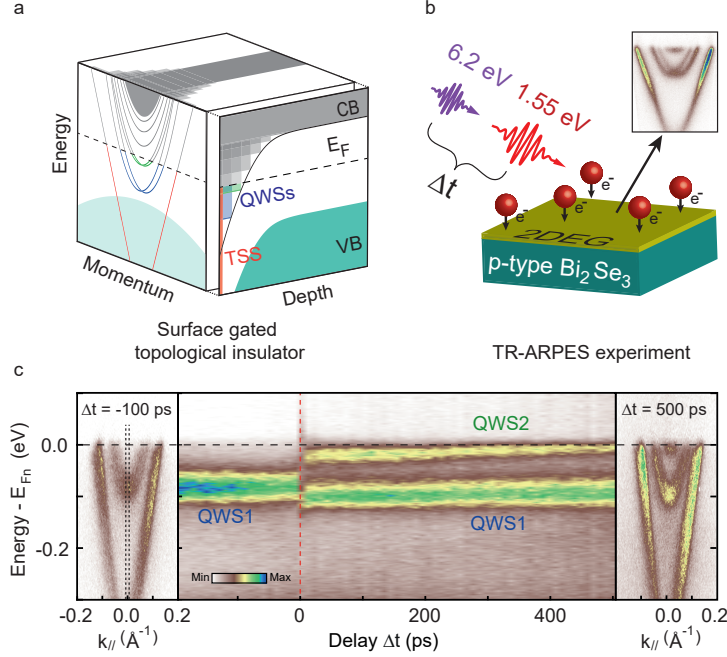 a
Energy
CB
E_F
QWSs
TSS
VB
Momentum
Depth
Surface gated
topological insulator
b
6.2 eV
1.55 eV
Δt
e-
e-
e-
e-
e-
2DEG
p-type Bi₂Se₃
TR-ARPES experiment
c
Energy - E_Fn (eV)
0.0
-0.2
Δt = -100 ps
QWS2
QWS1
QWS1
Min
Max
Δt = 500 ps
-0.2
0.0
0.2
0
200
400
0.0
0.2
k// (Å⁻¹)
Delay Δt (ps)
k// (Å⁻¹)